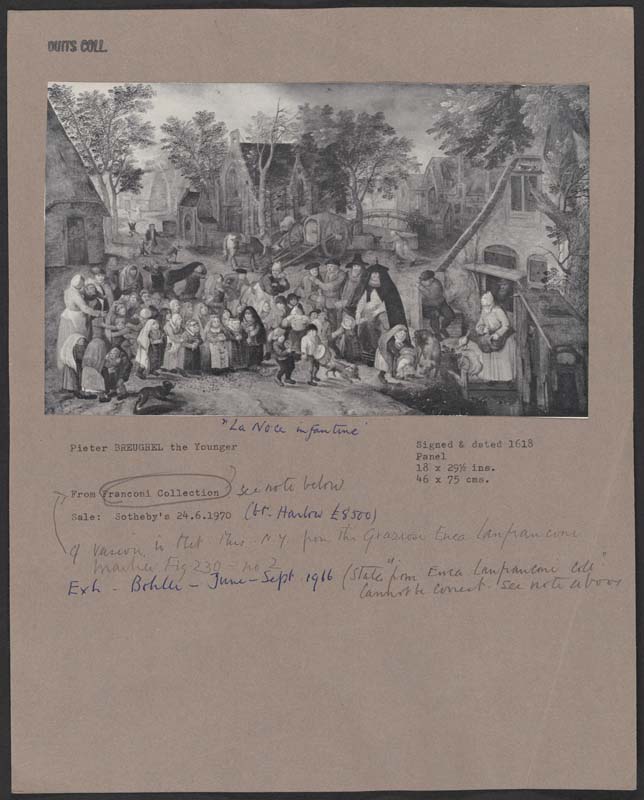 OUITS COLL.
"La Noce infantine"
Pieter BREUGHEL the Younger
Signed & dated 1618
Panel
18 x 29½ ins.
46 x 75 cms.
From Franconi Collection ? see note below
Sale: Sotheby's 24.6.1970 (bt. Harlow £8500)
cf version in Met Mus. N.Y. from the Grazioso Enea Lanfranconi
Marlier Fig 230 - no 2
Exh - Bohler - June-Sept. 1966 (State "from Enea Lanfranconi Coll"
Cannot be correct. see note above